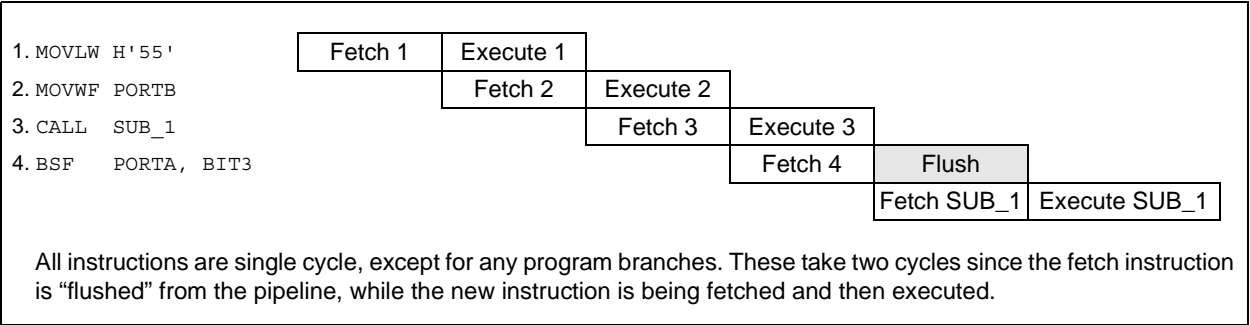 1. MOVLW H'55' Fetch 1 Execute 1
2. MOVWF PORTB Fetch 2 Execute 2
3. CALL SUB_1 Fetch 3 Execute 3
4. BSF PORTA, BIT3 Fetch 4 Flush
Fetch SUB_1 Execute SUB_1
All instructions are single cycle, except for any program branches. These take two cycles since the fetch instruction
is “flushed” from the pipeline, while the new instruction is being fetched and then executed.